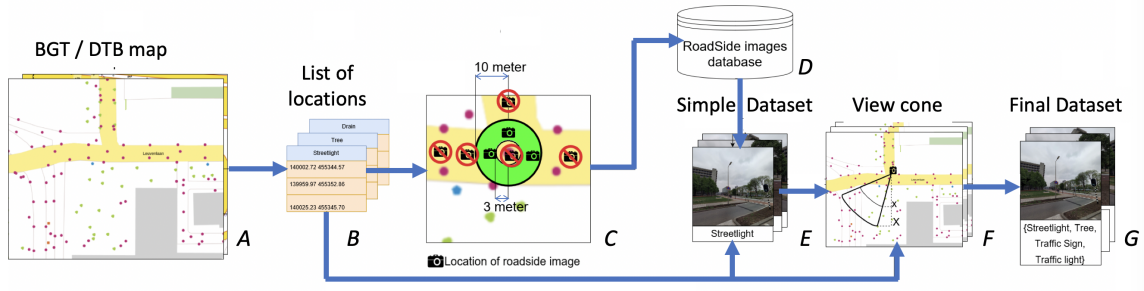 BGT / DTB map
A
List of
locations
Drain
Tree
Streetlight
140002.72 455344.57
139959.97 455352.86
140025.23 455345.70
B
10 meter
3 meter
C
Location of roadside image
RoadSide images
database
D
Simple Dataset
Streetlight
E
View cone
X
X
F
Final Dataset
{Streetlight, Tree,
Traffic Sign,
Traffic light}
G